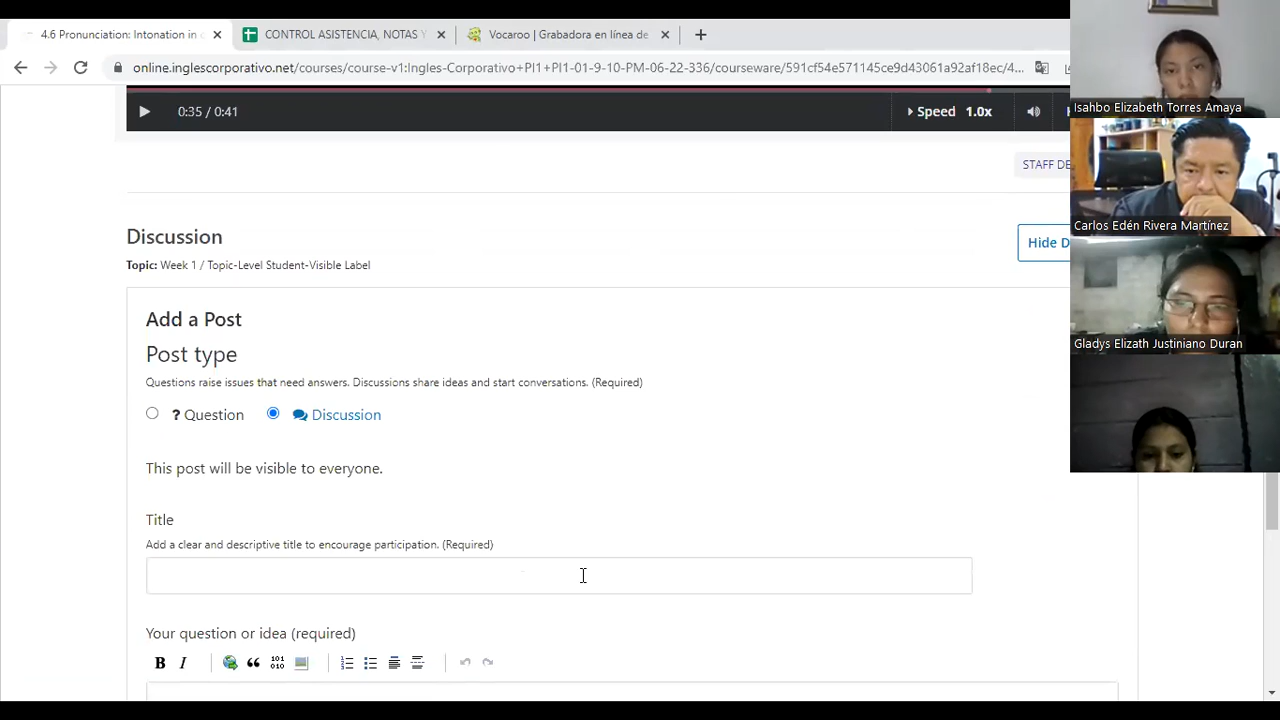 4.6 Pronunciation: Intonation in
CONTROL ASISTENCIA, NOTAS Y
Vocaroo | Grabadora en línea de
online.inglescorporativo.net/courses/course-v1:Ingles-Corporativo+PI1+PI1-01-9-10-PM-06-22-336/courseware/591cf54e571145ce9d43061a92af18ec/4...
0:35 / 0:41
Speed 1.0x
STAFF DE
Discussion
Hide D
Topic: Week 1 / Topic-Level Student-Visible Label
Add a Post
Post type
Questions raise issues that need answers. Discussions share ideas and start conversations. (Required)
? Question
Discussion
This post will be visible to everyone.
Title
Add a clear and descriptive title to encourage participation. (Required)
Your question or idea (required)
B I
Isahbo Elizabeth Torres Amaya
Carlos Edén Rivera Martínez
Gladys Elizath Justiniano Duran